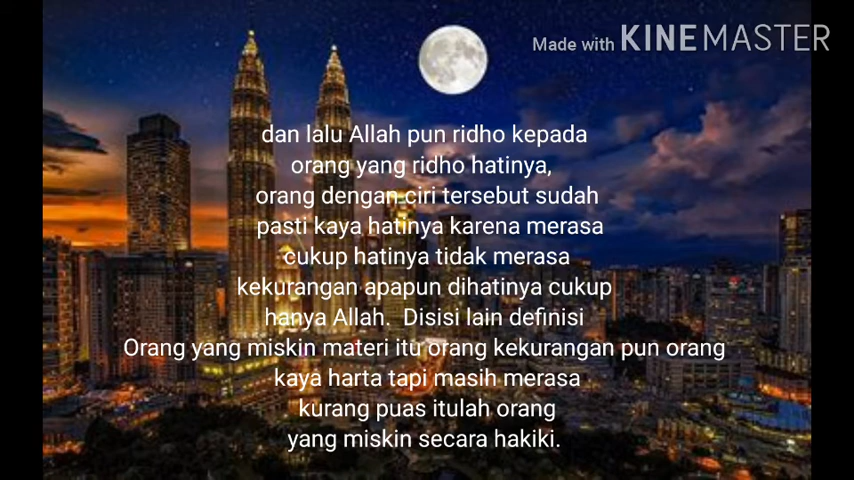 Made with KINEMASTER
dan lalu Allah pun ridho kepada
orang yang ridho hatinya,
orang dengan ciri tersebut sudah
pasti kaya hatinya karena merasa
cukup hatinya tidak merasa
kekurangan apapun dihatinya cukup
hanya Allah.  Disisi lain definisi
Orang yang miskin materi itu orang kekurangan pun orang
kaya harta tapi masih merasa
kurang puas itulah orang
yang miskin secara hakiki.